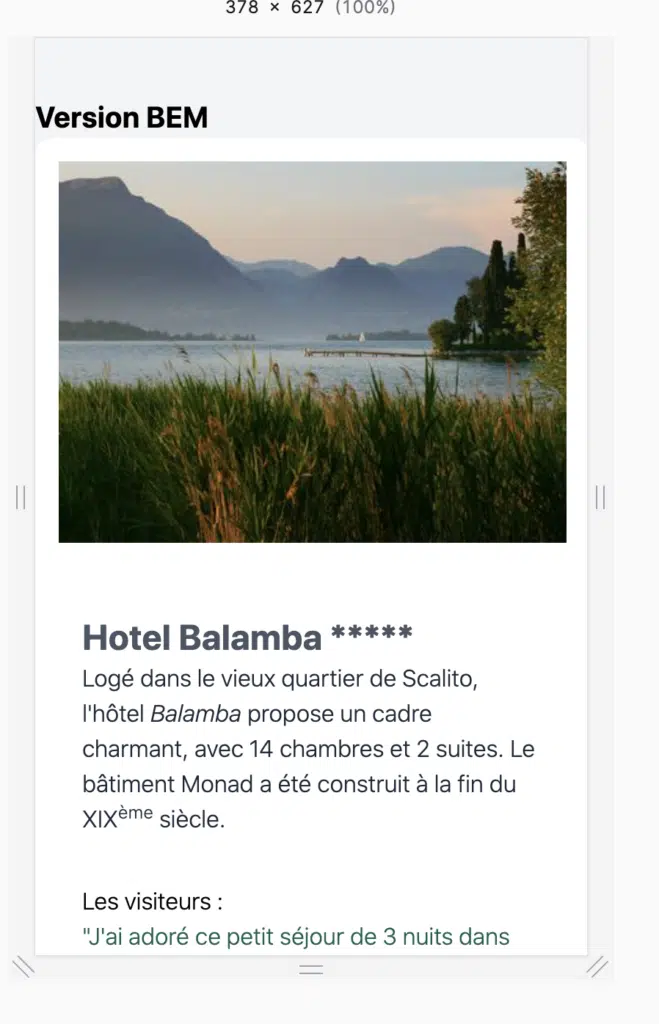 378 × 627 (100%)
Version BEM
Hotel Balamba *****
Logé dans le vieux quartier de Scalito,
l'hôtel Balamba propose un cadre
charmant, avec 14 chambres et 2 suites. Le
bâtiment Monad a été construit à la fin du
XIXème siècle.
Les visiteurs :
"J'ai adoré ce petit séjour de 3 nuits dans